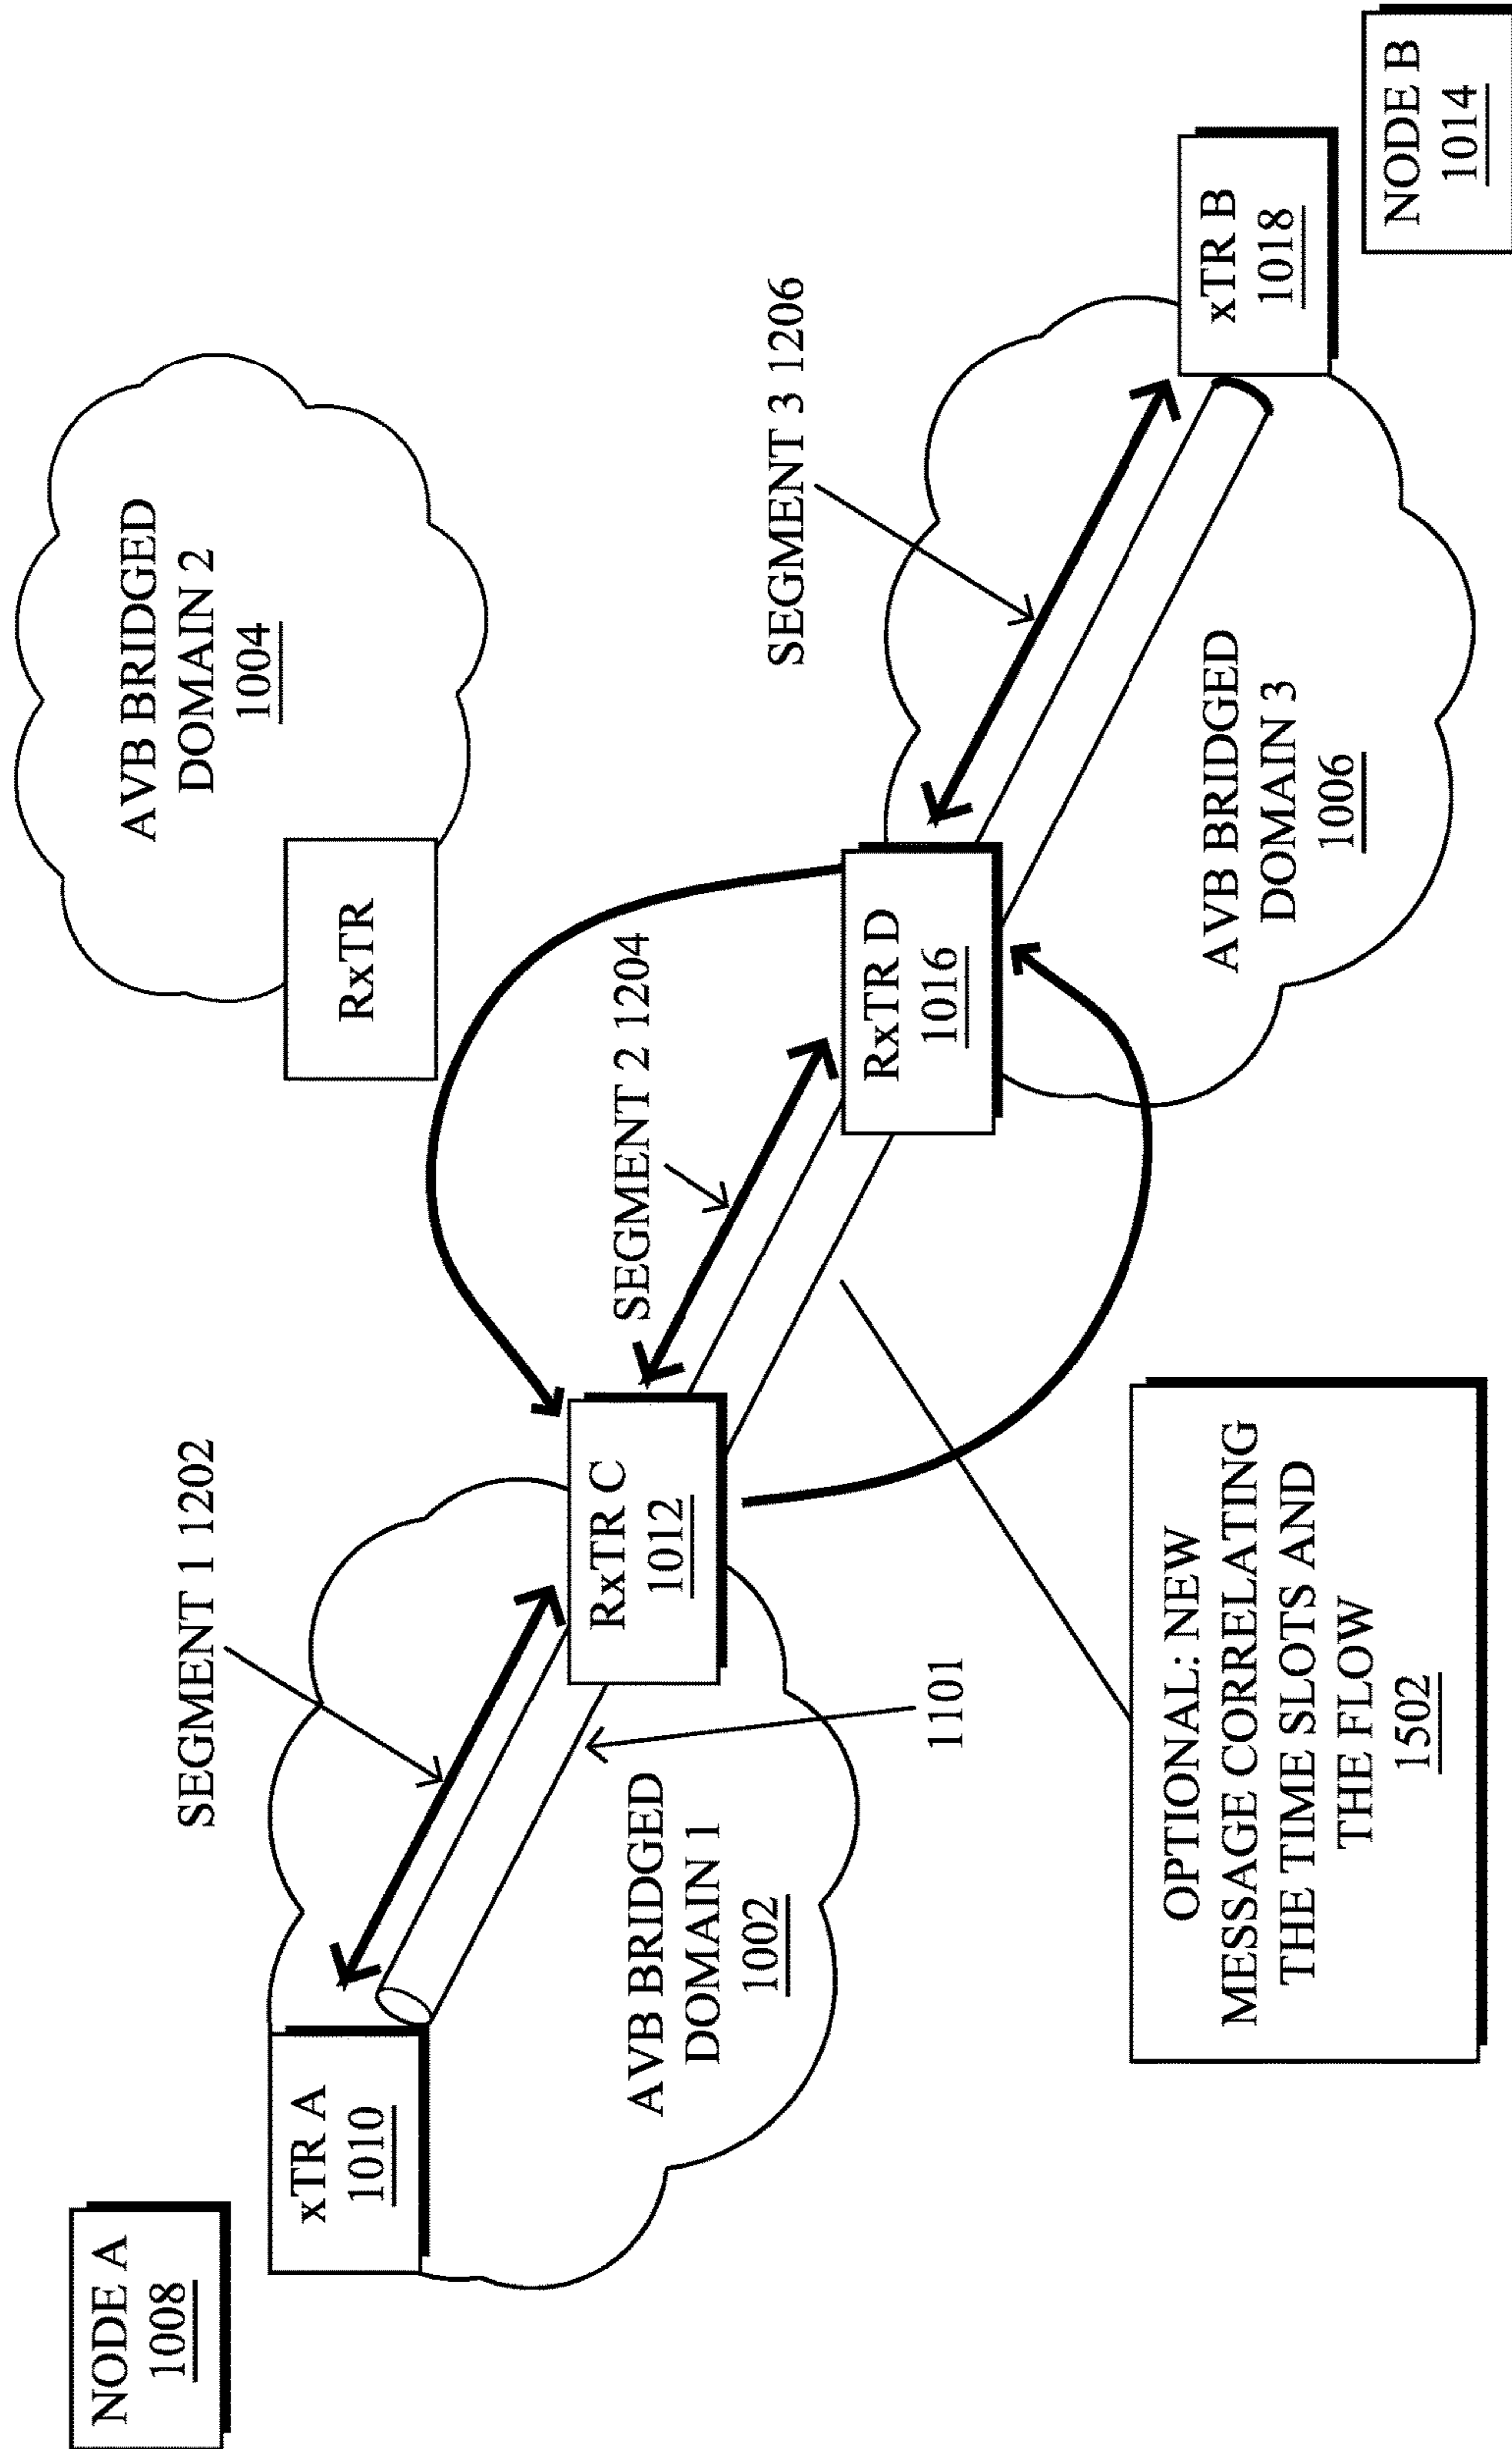 NODE A
1008
xTR A
1010
SEGMENT 1 1202
AVB BRIDGED
DOMAIN 1
1002
1101
RxTR C
1012
SEGMENT 2 1204
OPTIONAL: NEW
MESSAGE CORRELATING
THE TIME SLOTS AND
THE FLOW
1502
AVB BRIDGED
DOMAIN 2
1004
RxTR
RxTR D
1016
SEGMENT 3 1206
AVB BRIDGED
DOMAIN 3
1006
xTR B
1018
NODE B
1014